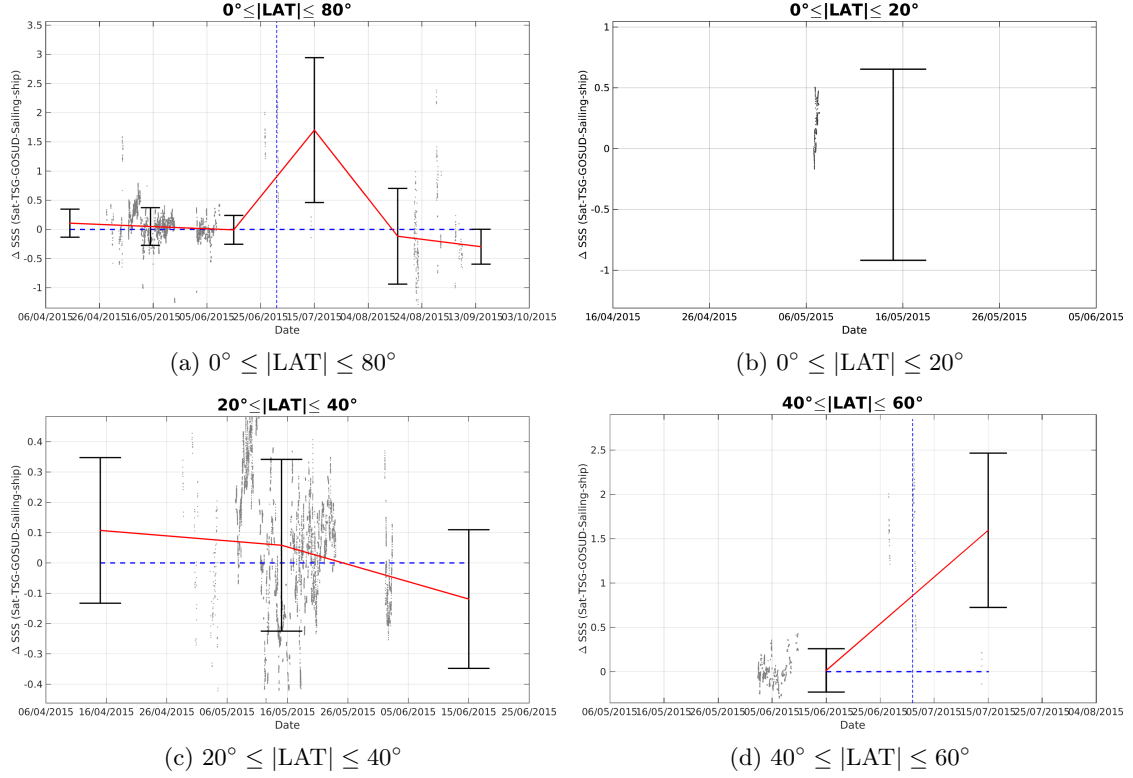 0°≤|LAT|≤ 80°
Δ SSS (Sat-TSG-GOSUD-Sailing-ship)
3.5
3
2.5
2
1.5
1
0.5
0
-0.5
-1
06/04/2015 26/04/2015 16/05/2015 05/06/2015 25/06/2015 15/07/2015 04/08/2015 24/08/2015 13/09/2015 03/10/2015
Date
(a) 0° ≤ |LAT| ≤ 80°
0°≤|LAT|≤ 20°
Δ SSS (Sat-TSG-GOSUD-Sailing-ship)
1
0.5
0
-0.5
-1
16/04/2015 26/04/2015 06/05/2015 16/05/2015 26/05/2015 05/06/2015
Date
(b) 0° ≤ |LAT| ≤ 20°
20°≤|LAT|≤ 40°
Δ SSS (Sat-TSG-GOSUD-Sailing-ship)
0.4
0.3
0.2
0.1
0
-0.1
-0.2
-0.3
-0.4
06/04/2015 16/04/2015 26/04/2015 06/05/2015 16/05/2015 26/05/2015 05/06/2015 15/06/2015 25/06/2015
Date
(c) 20° ≤ |LAT| ≤ 40°
40°≤|LAT|≤ 60°
Δ SSS (Sat-TSG-GOSUD-Sailing-ship)
2.5
2
1.5
1
0.5
0
06/05/2015 16/05/2015 26/05/2015 05/06/2015 15/06/2015 25/06/2015 05/07/2015 15/07/2015 25/07/2015 04/08/2015
Date
(d) 40° ≤ |LAT| ≤ 60°